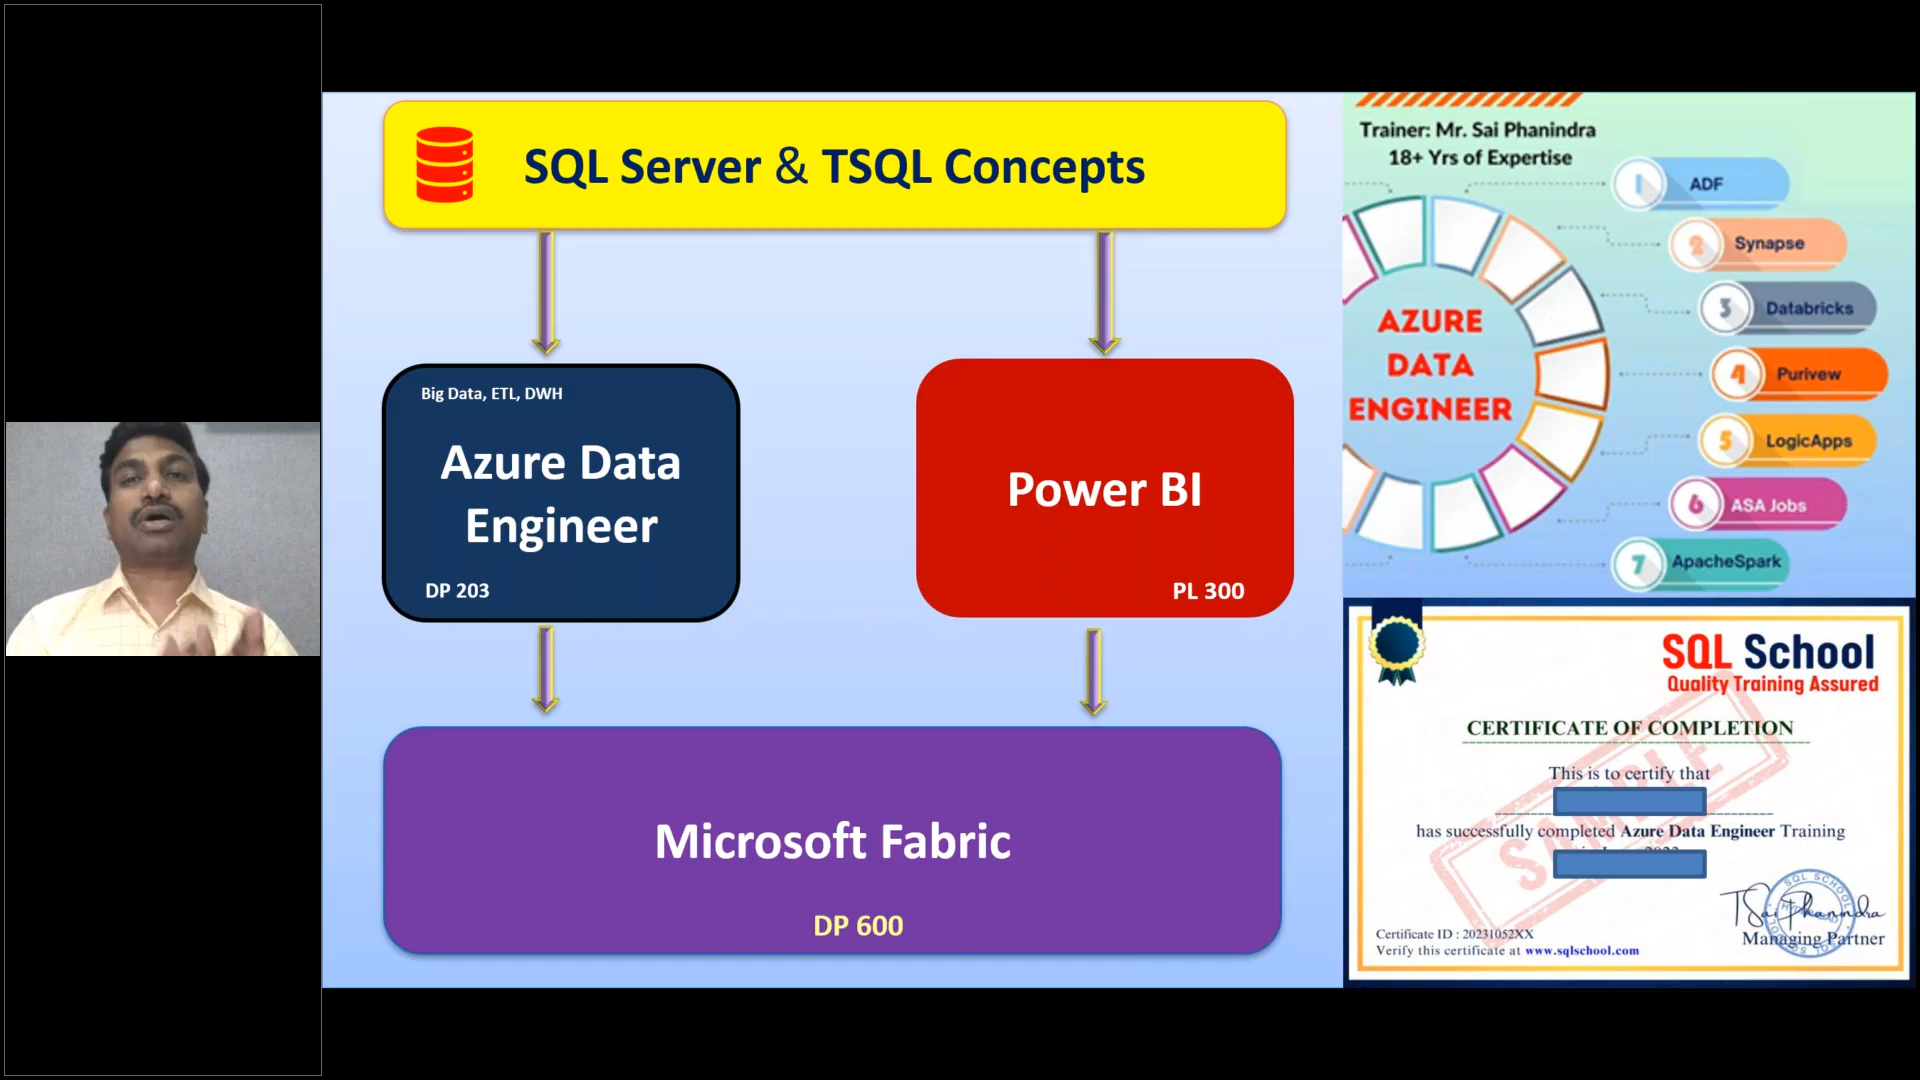 SQL Server & TSQL Concepts
Big Data, ETL, DWH
Azure Data
Engineer
DP 203
Power BI
PL 300
Microsoft Fabric
DP 600
Trainer: Mr. Sai Phanindra
18+ Yrs of Expertise
AZURE
DATA
ENGINEER
1 ADF
2 Synapse
3 Databricks
4 Purivew
5 LogicApps
6 ASA Jobs
7 ApacheSpark
SQL School
Quality Training Assured
CERTIFICATE OF COMPLETION
This is to certify that
has successfully completed Azure Data Engineer Training
SAMPLE
TSai Phanindra
Managing Partner
Certificate ID : 20231052XX
Verify this certificate at www.sqlschool.com